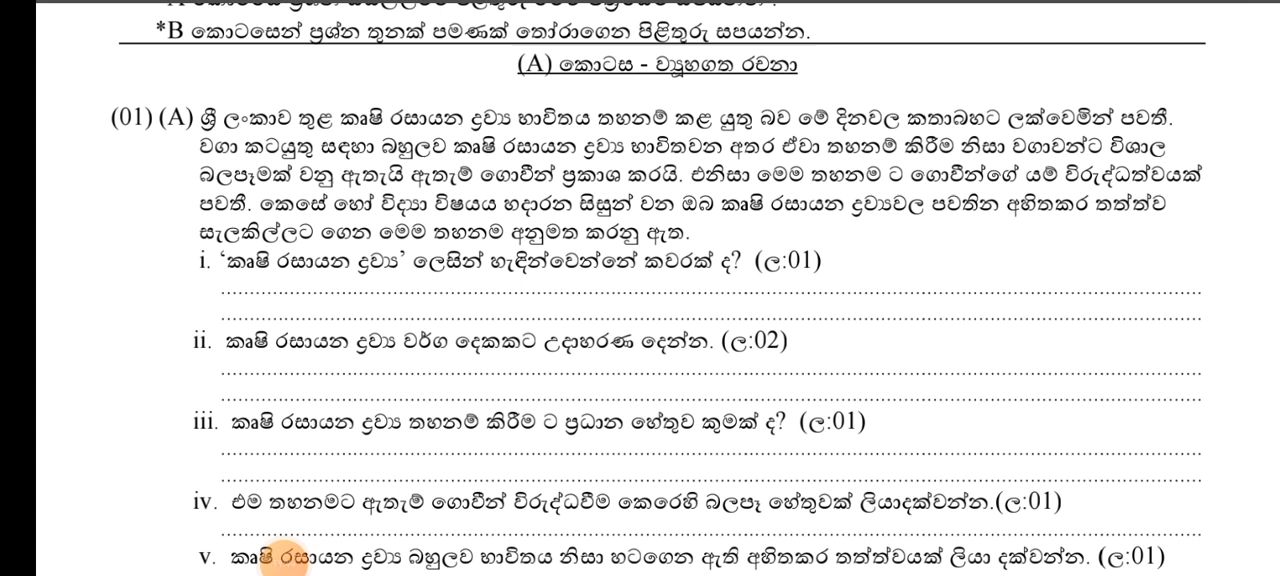 *B කොටසෙන් ප්‍රශ්න තුනක් පමණක් තෝරාගෙන පිළිතුරු සපයන්න.
(A) කොටස - ව්‍යුහගත රචනා
(01) (A) ශ්‍රී ලංකාව තුළ කෘෂි රසායන ද්‍රව්‍ය භාවිතය තහනම් කළ යුතු බව මේ දිනවල කතාබහට ලක්වෙමින් පවතී.
වගා කටයුතු සඳහා බහුලව කෘෂි රසායන ද්‍රව්‍ය භාවිතවන අතර ඒවා තහනම් කිරීම නිසා වගාවන්ට විශාල
බලපෑමක් වනු ඇතැයි ඇතැම් ගොවීන් ප්‍රකාශ කරයි. එනිසා මෙම තහනම ට ගොවීන්ගේ යම් විරුද්ධත්වයක්
පවතී. කෙසේ හෝ විද්‍යා විෂයය හදාරන සිසුන් වන ඔබ කෘෂි රසායන ද්‍රව්‍යවල පවතින අහිතකර තත්ත්ව
සැලකිල්ලට ගෙන මෙම තහනම අනුමත කරනු ඇත.
i. ‘කෘෂි රසායන ද්‍රව්‍ය’ ලෙසින් හැඳින්වෙන්නේ කවරක් ද? (ල:01)
ii. කෘෂි රසායන ද්‍රව්‍ය වර්ග දෙකකට උදාහරණ දෙන්න. (ල:02)
iii. කෘෂි රසායන ද්‍රව්‍ය තහනම් කිරීම ට ප්‍රධාන හේතුව කුමක් ද? (ල:01)
iv. එම තහනමට ඇතැම් ගොවීන් විරුද්ධවීම කෙරෙහි බලපෑ හේතුවක් ලියාදක්වන්න.(ල:01)
v. කෘෂි රසායන ද්‍රව්‍ය බහුලව භාවිතය නිසා හටගෙන ඇති අහිතකර තත්ත්වයක් ලියා දක්වන්න. (ල:01)